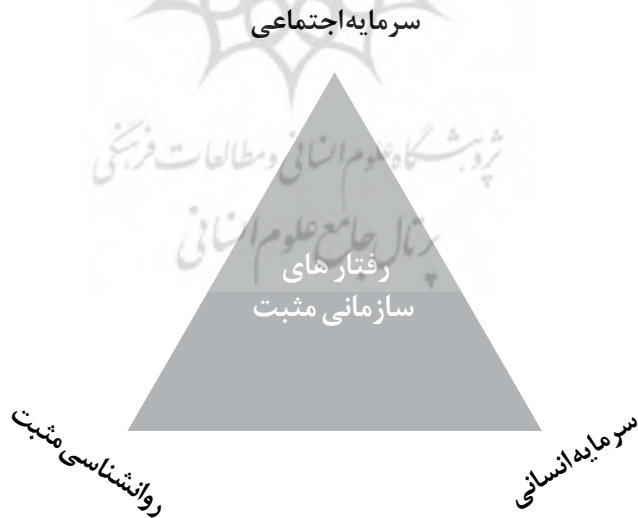 سرمایه‌اجتماعی
پژوهشگاه علوم انسانی و مطالعات فرهنگی
پرتال جامع علوم انسانی
رفتار های
سازمانی مثبت
روانشناسی مثبت
سرمایه‌انسانی